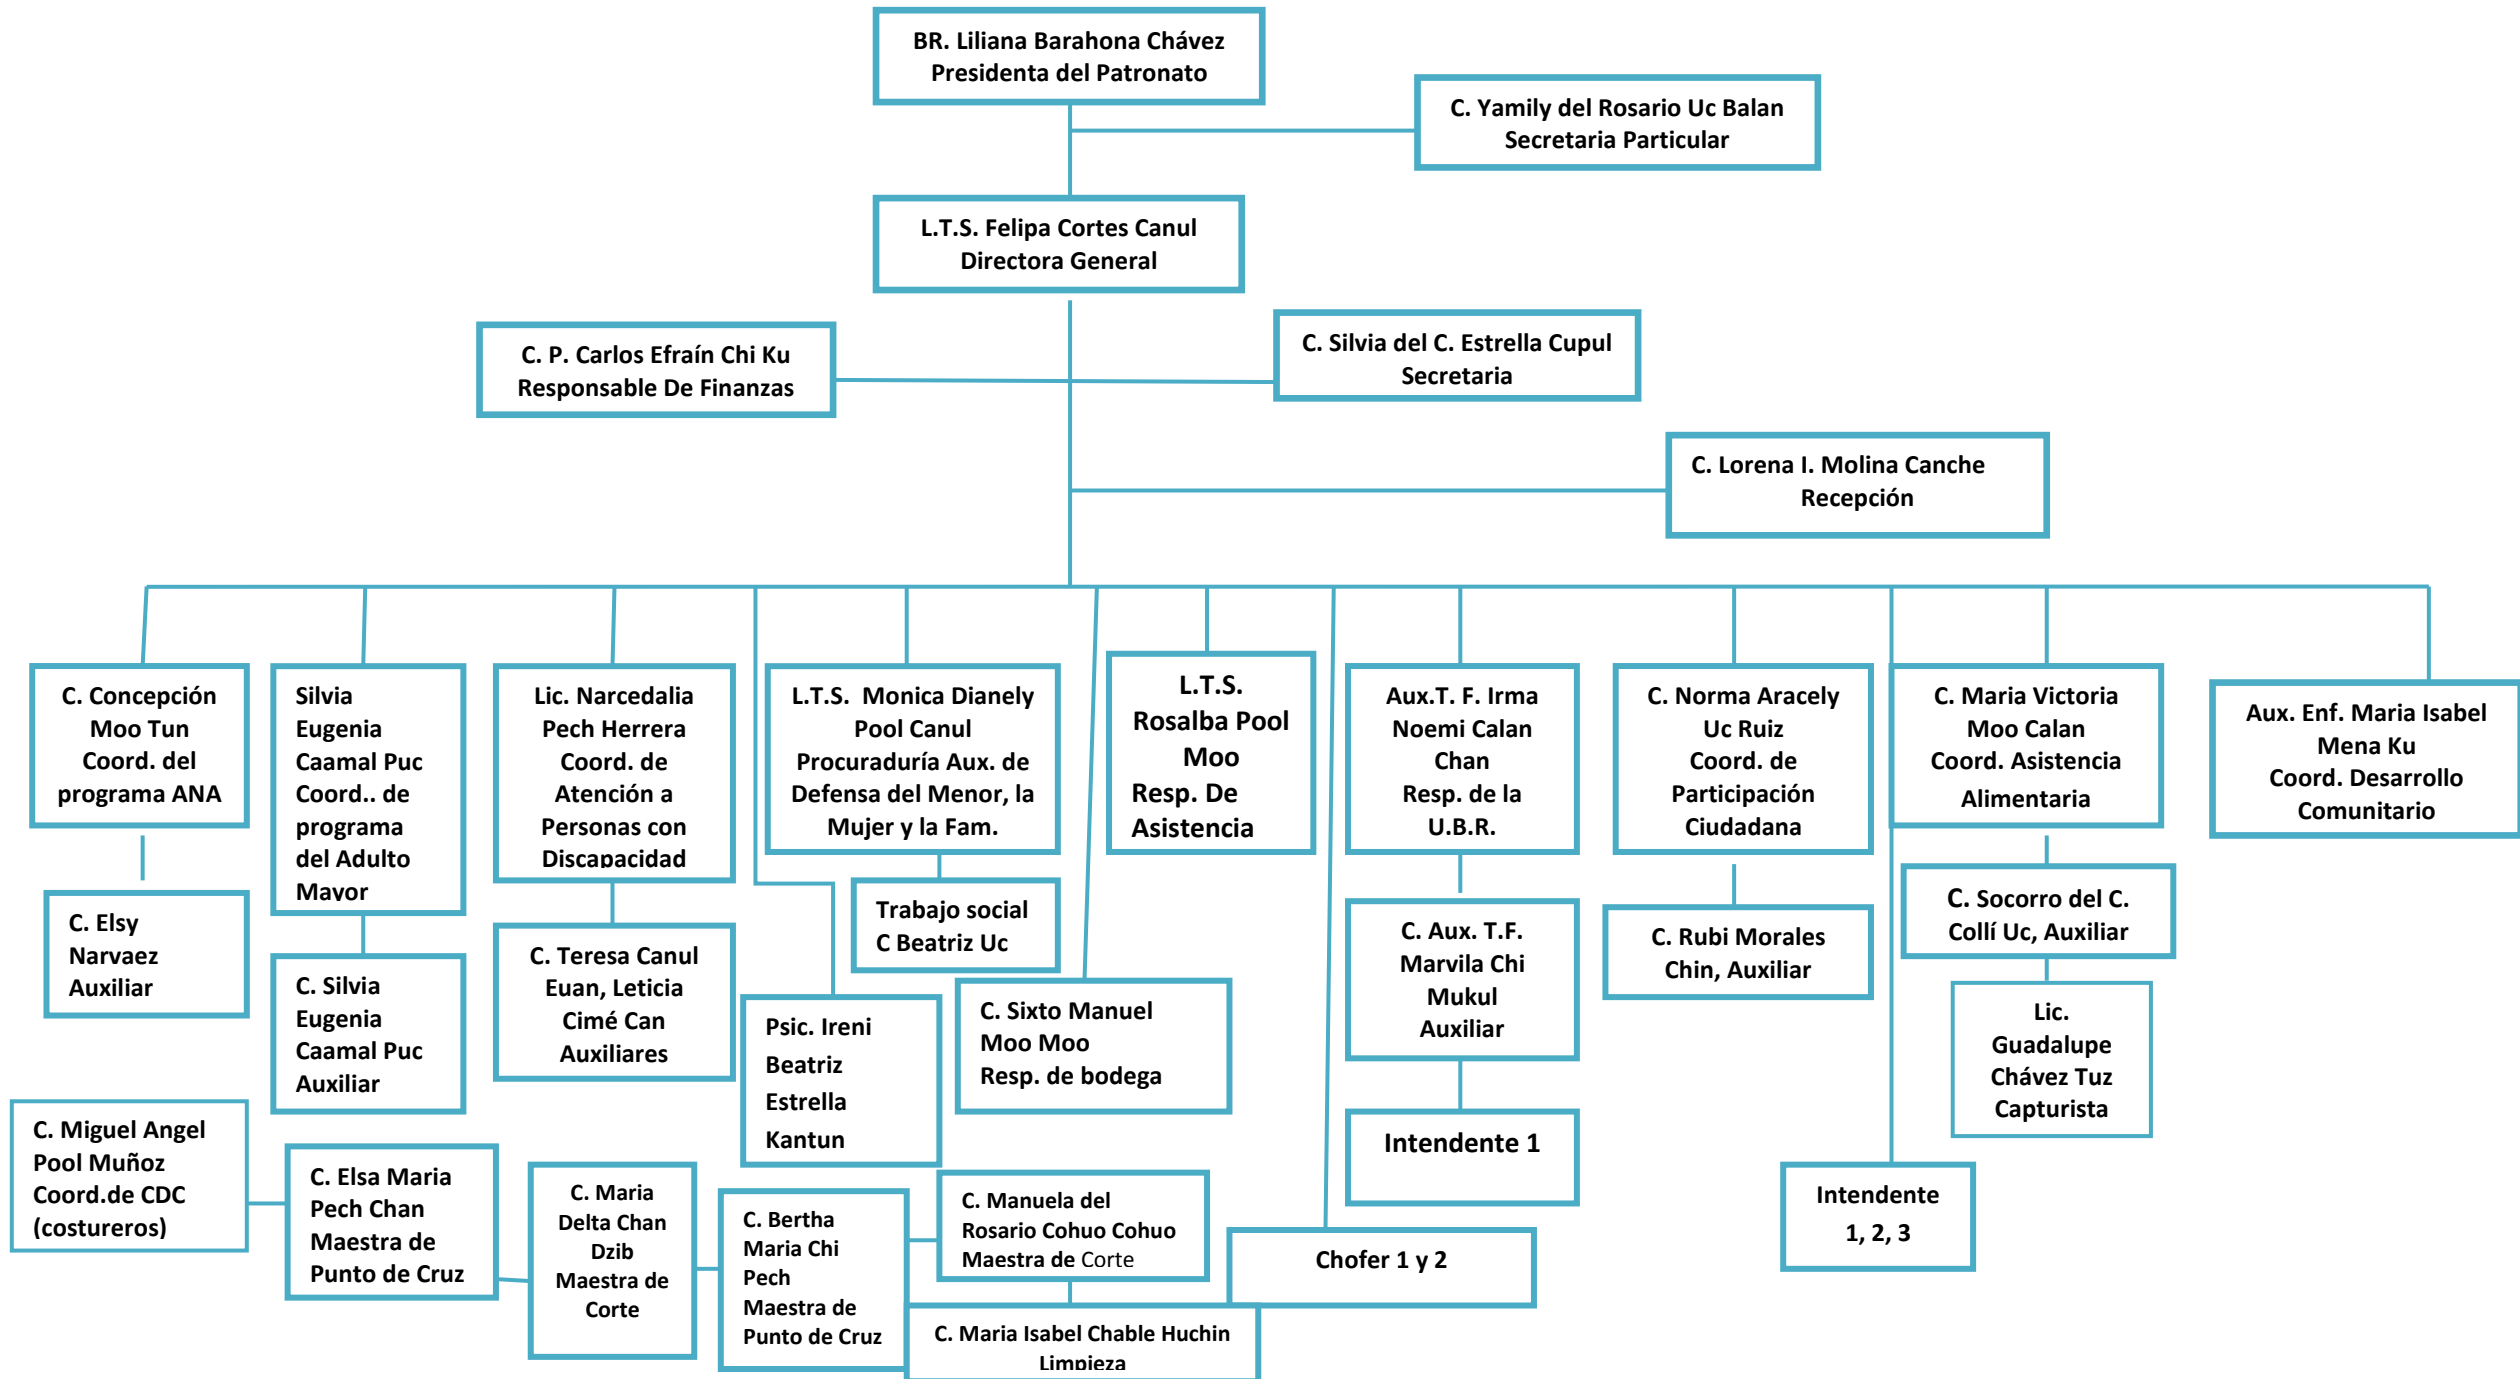 BR. Liliana Barahona Chávez
Presidenta del Patronato
C. Yamily del Rosario Uc Balan
Secretaria Particular
L.T.S. Felipa Cortes Canul
Directora General
C. P. Carlos Efraín Chi Ku
Responsable De Finanzas
C. Silvia del C. Estrella Cupul
Secretaria
C. Lorena I. Molina Canche
Recepción
C. Concepción
Moo Tun
Coord. del
programa ANA
Silvia
Eugenia
Caamal Puc
Coord.. de
programa
del Adulto
Mayor
Lic. Narcedalia
Pech Herrera
Coord. de
Atención a
Personas con
Discapacidad
L.T.S.  Monica Dianely
Pool Canul
Procuraduría Aux. de
Defensa del Menor, la
Mujer y la Fam.
L.T.S.
Rosalba Pool
Moo
Resp. De
Asistencia
Aux.T. F. Irma
Noemi Calan
Chan
Resp. de la
U.B.R.
C. Norma Aracely
Uc Ruiz
Coord. de
Participación
Ciudadana
C. Maria Victoria
Moo Calan
Coord. Asistencia
Alimentaria
Aux. Enf. Maria Isabel
Mena Ku
Coord. Desarrollo
Comunitario
C. Elsy
Narvaez
Auxiliar
C. Silvia
Eugenia
Caamal Puc
Auxiliar
C. Teresa Canul
Euan, Leticia
Cimé Can
Auxiliares
Trabajo social
C Beatriz Uc
Psic. Ireni
Beatriz
Estrella
Kantun
C. Sixto Manuel
Moo Moo
Resp. de bodega
C. Aux. T.F.
Marvila Chi
Mukul
Auxiliar
Intendente 1
C. Rubi Morales
Chin, Auxiliar
C. Socorro del C.
Collí Uc, Auxiliar
Lic.
Guadalupe
Chávez Tuz
Capturista
Intendente
1, 2, 3
C. Miguel Angel
Pool Muñoz
Coord.de CDC
(costureros)
C. Elsa Maria
Pech Chan
Maestra de
Punto de Cruz
C. Maria
Delta Chan
Dzib
Maestra de
Corte
C. Bertha
Maria Chi
Pech
Maestra de
Punto de Cruz
C. Manuela del
Rosario Cohuo Cohuo
Maestra de Corte
C. Maria Isabel Chable Huchin
Limpieza
Chofer 1 y 2